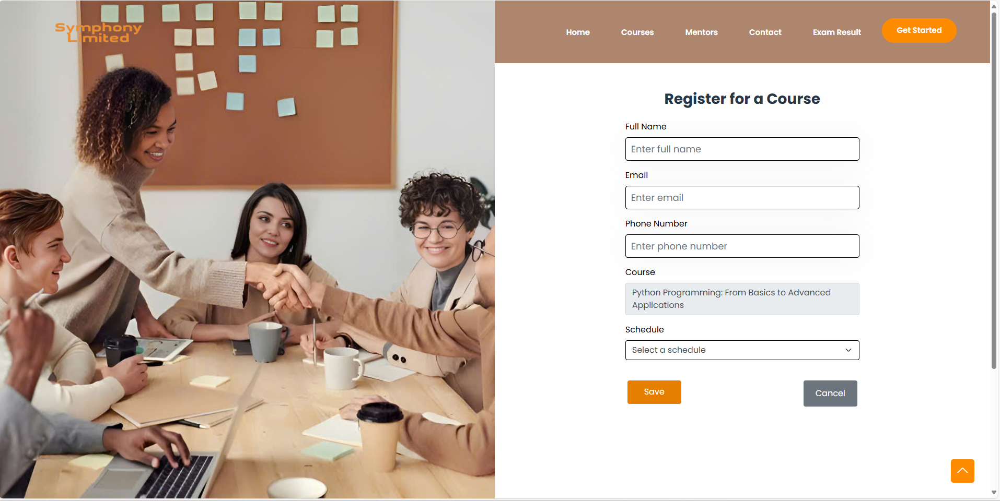 Symphony
Limited
Home
Courses
Mentors
Contact
Exam Result
Get Started
Register for a Course
Full Name
Enter full name
Email
Enter email
Phone Number
Enter phone number
Course
Python Programming: From Basics to Advanced
Applications
Schedule
Select a schedule
Save
Cancel